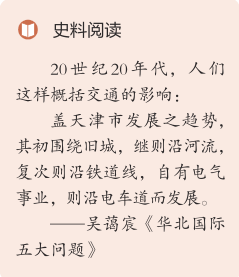 史料阅读
20世纪20年代，人们
这样概括交通的影响：
盖天津市发展之趋势，
其初围绕旧城，继则沿河流，
复次则沿铁道线，自有电气
事业，则沿电车道而发展。
——吴蔼宸《华北国际
五大问题》